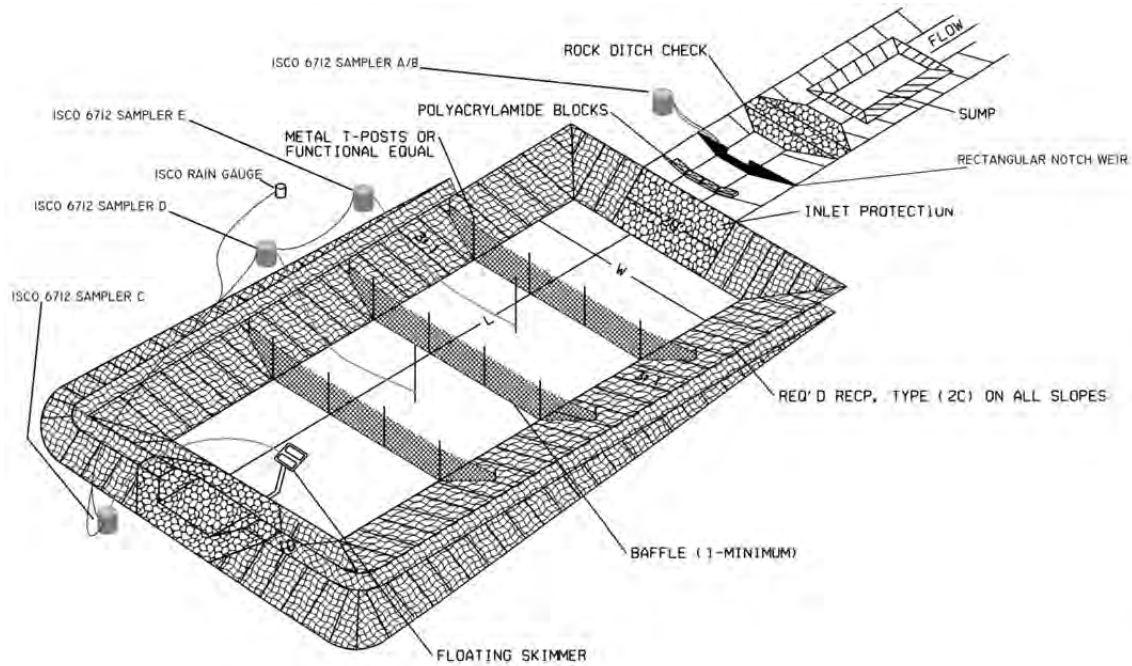 FLOW
ROCK DITCH CHECK
ISCO 6712 SAMPLER A/B
POLYACRYLAMIDE BLOCKS
ISCO 6712 SAMPLER E
SUMP
METAL T-POSTS OR
FUNCTIONAL EQUAL
RECTANGULAR NOTCH WEIR
ISCO RAIN GAUGE
ISCO 6712 SAMPLER D
INLET PROTECTIUN
W
ISCO 6712 SAMPLER C
L
REQ'D RECP. TYPE (2C) ON ALL SLOPES
BAFFLE (1-MINIMUM)
FLOATING SKIMMER